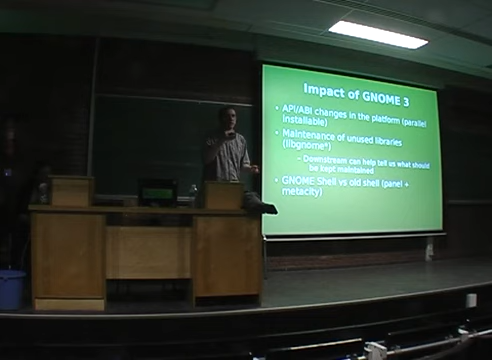 Impact of GNOME 3
• API/ABI changes in the platform (parallel
installable)
• Maintenance of unused libraries
(libgnome*)
– Downstream can help tell us what should
be kept maintained
• GNOME Shell vs old shell (panel +
metacity)